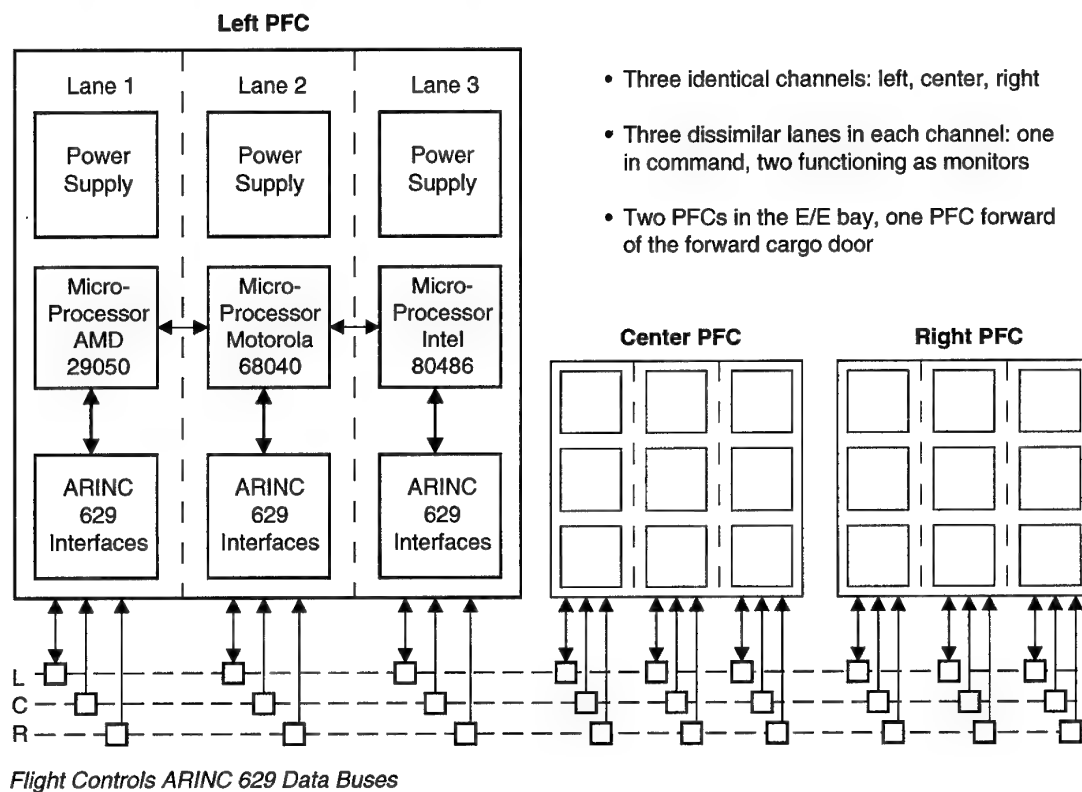 Left PFC
Lane 1
Lane 2
Lane 3
Power
Supply
Power
Supply
Power
Supply
Micro-
Processor
AMD
29050
Micro-
Processor
Motorola
68040
Micro-
Processor
Intel
80486
ARINC
629
Interfaces
ARINC
629
Interfaces
ARINC
629
Interfaces
• Three identical channels: left, center, right
• Three dissimilar lanes in each channel: one
in command, two functioning as monitors
• Two PFCs in the E/E bay, one PFC forward
of the forward cargo door
Center PFC
Right PFC
L
C
R
Flight Controls ARINC 629 Data Buses